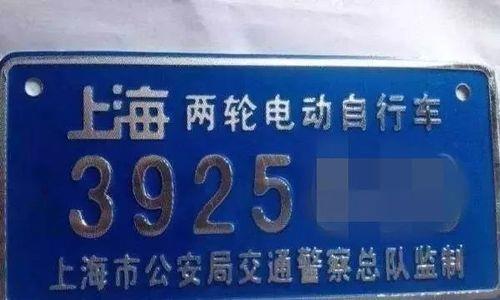 上海 两轮电动自行车
3925
上海市公安局交通警察总队监制